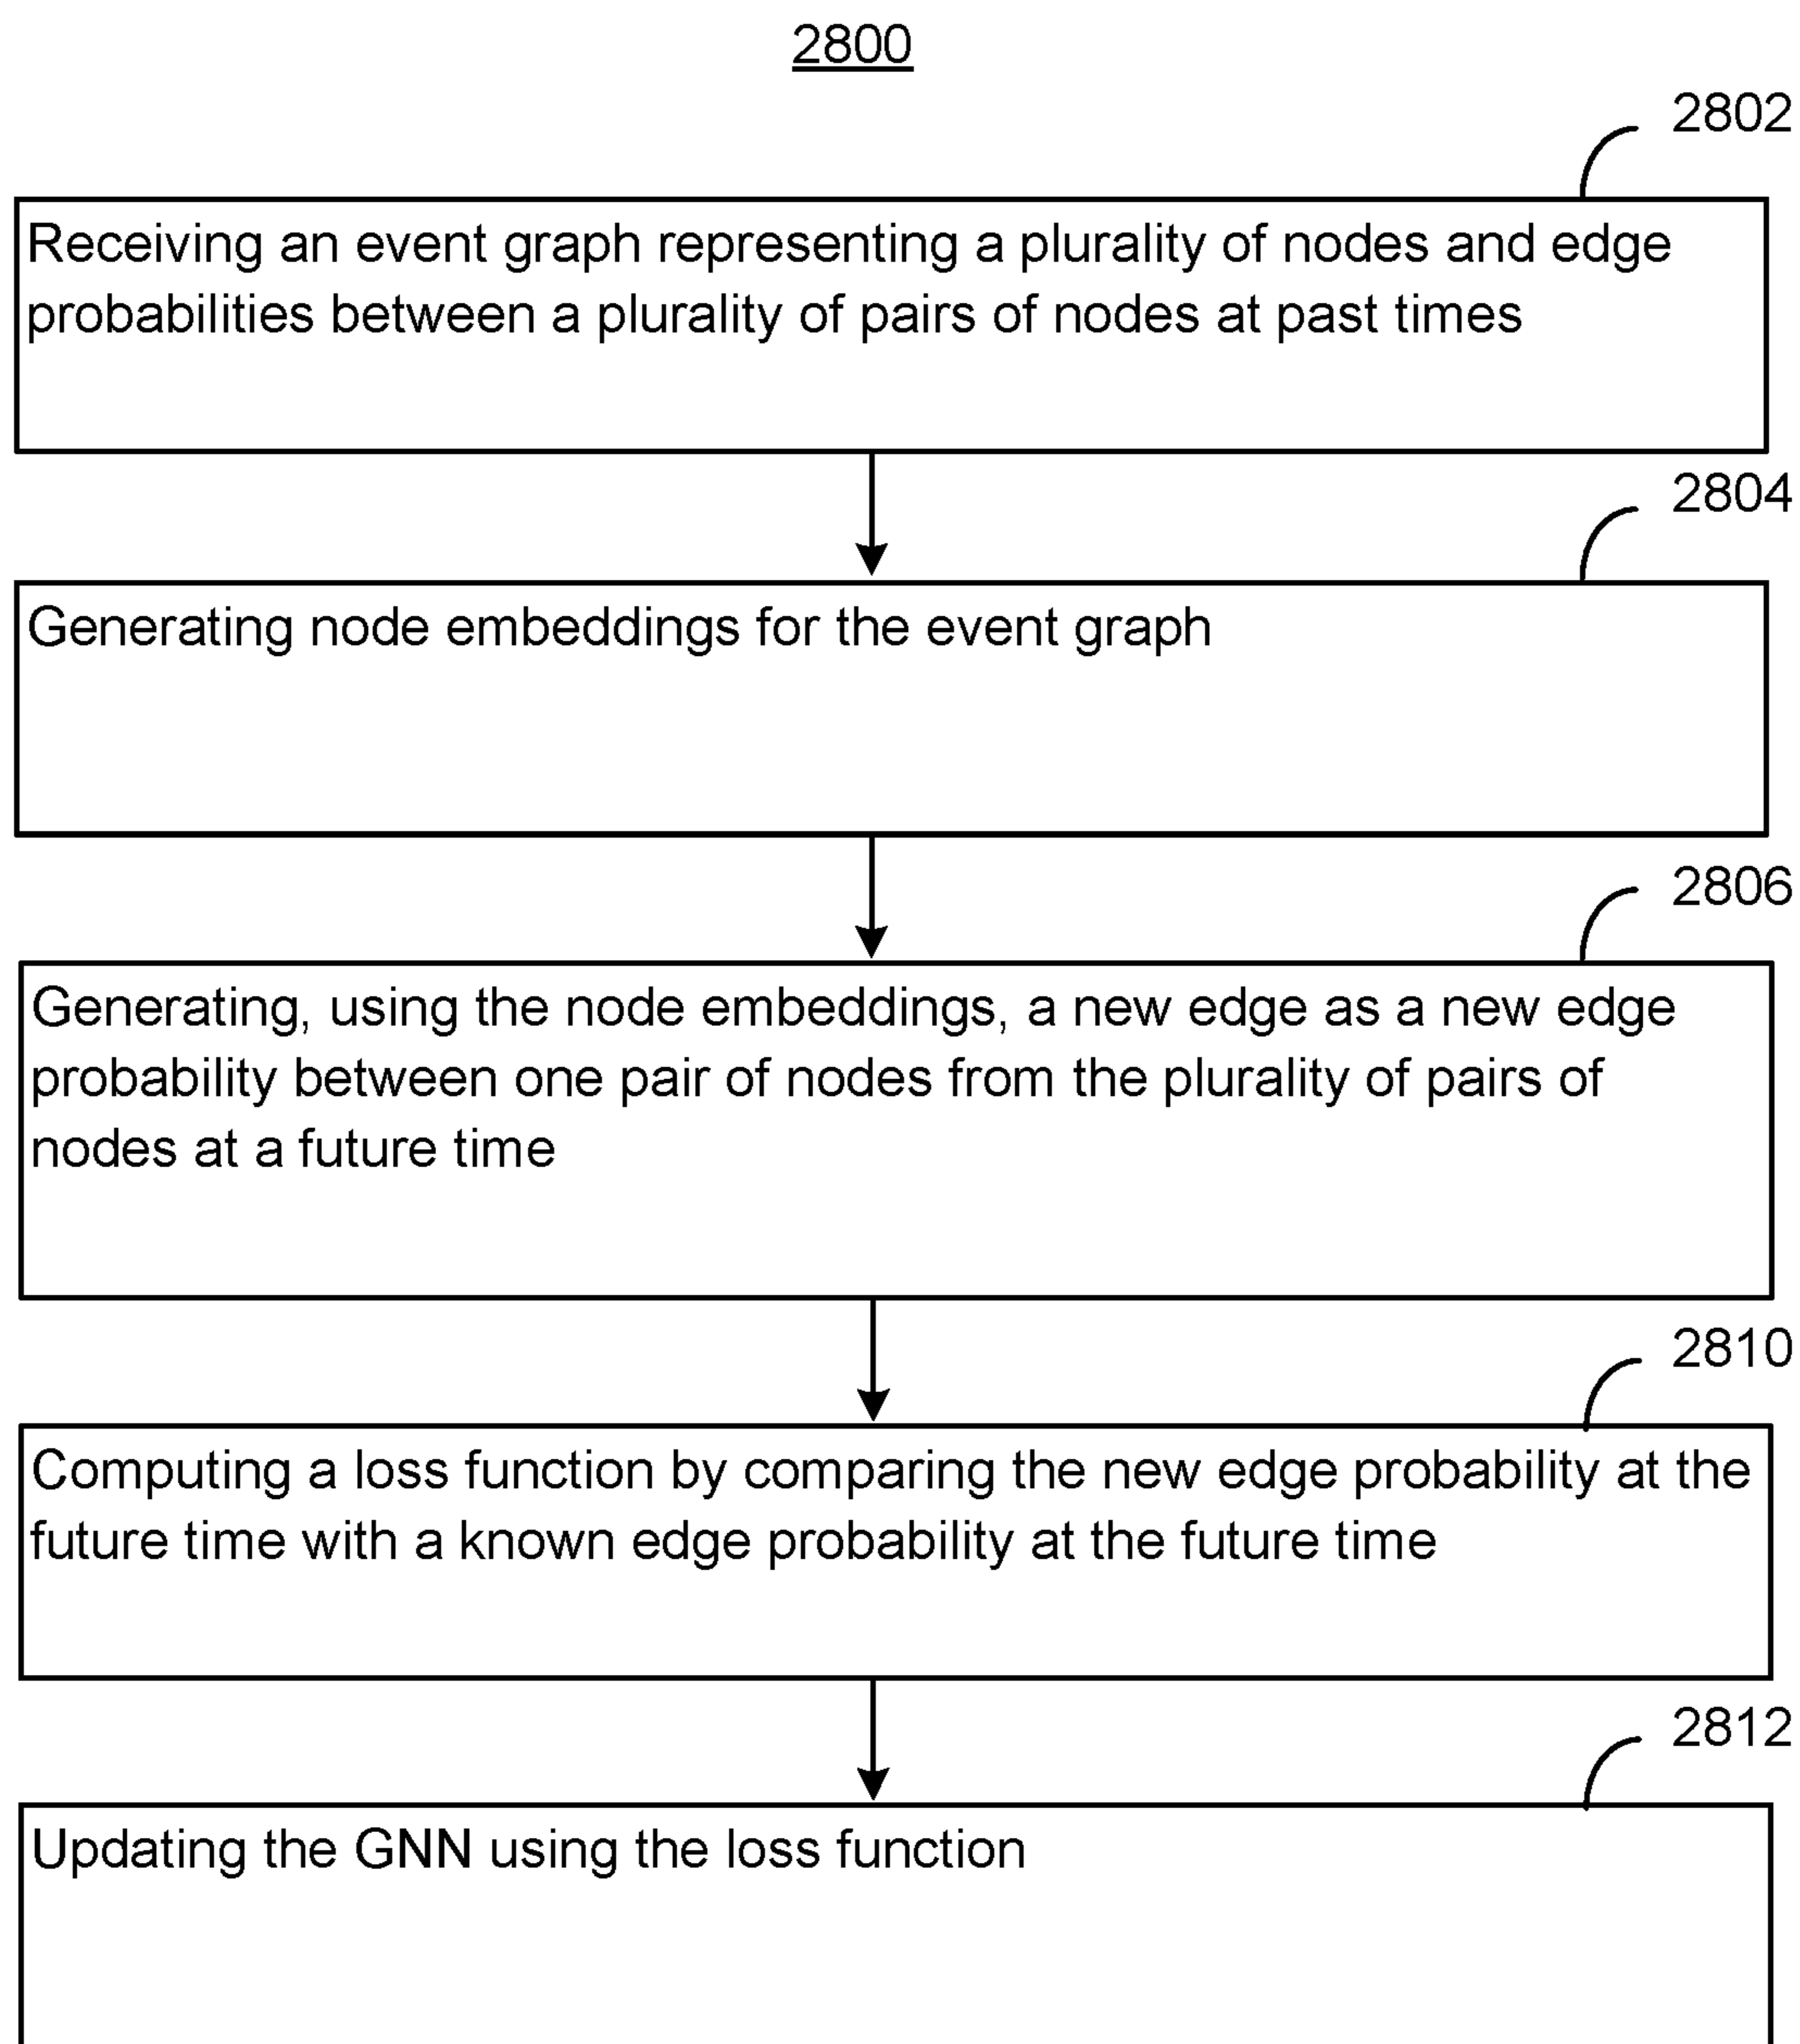 2800
2802
Receiving an event graph representing a plurality of nodes and edge
probabilities between a plurality of pairs of nodes at past times
2804
Generating node embeddings for the event graph
2806
Generating, using the node embeddings, a new edge as a new edge
probability between one pair of nodes from the plurality of pairs of
nodes at a future time
2810
Computing a loss function by comparing the new edge probability at the
future time with a known edge probability at the future time
2812
Updating the GNN using the loss function